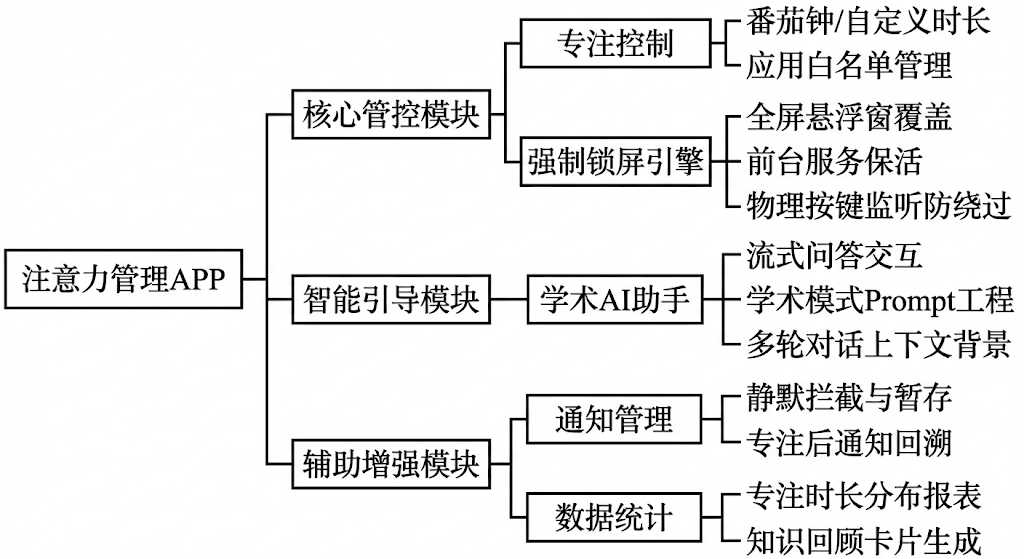 注意力管理APP
核心管控模块
专注控制
番茄钟/自定义时长
应用白名单管理
强制锁屏引擎
全屏悬浮窗覆盖
前台服务保活
物理按键监听防绕过
智能引导模块
学术AI助手
流式问答交互
学术模式Prompt工程
多轮对话上下文背景
辅助增强模块
通知管理
静默拦截与暂存
专注后通知回溯
数据统计
专注时长分布报表
知识回顾卡片生成